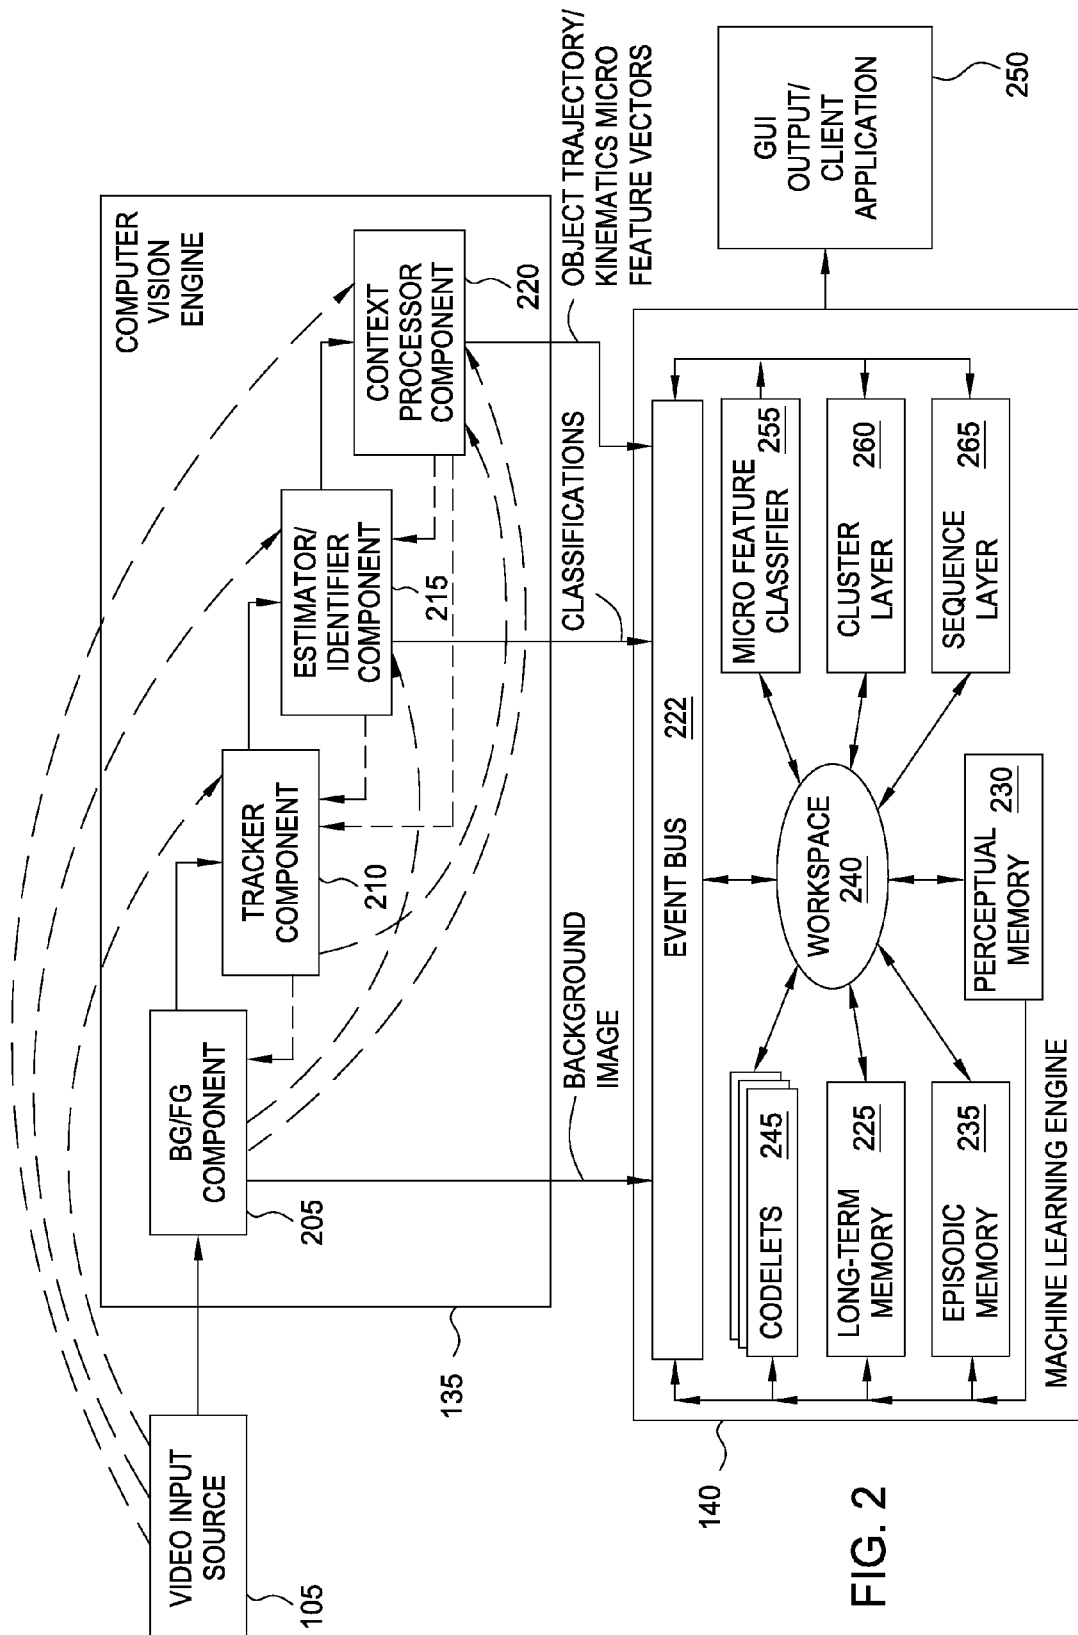 VIDEO INPUT
SOURCE
105
COMPUTER
VISION
ENGINE
135
BG/FG
COMPONENT
205
TRACKER
COMPONENT
210
ESTIMATOR/
IDENTIFIER
COMPONENT
215
CONTEXT
PROCESSOR
COMPONENT
220
BACKGROUND
IMAGE
CLASSIFICATIONS
OBJECT TRAJECTORY/
KINEMATICS MICRO
FEATURE VECTORS
GUI
OUTPUT/
CLIENT
APPLICATION
250
140
EVENT BUS
222
CODELETS
245
LONG-TERM
MEMORY
225
EPISODIC
MEMORY
235
WORKSPACE
240
PERCEPTUAL
MEMORY
230
MICRO FEATURE
CLASSIFIER
255
CLUSTER
LAYER
260
SEQUENCE
LAYER
265
MACHINE LEARNING ENGINE
FIG. 2